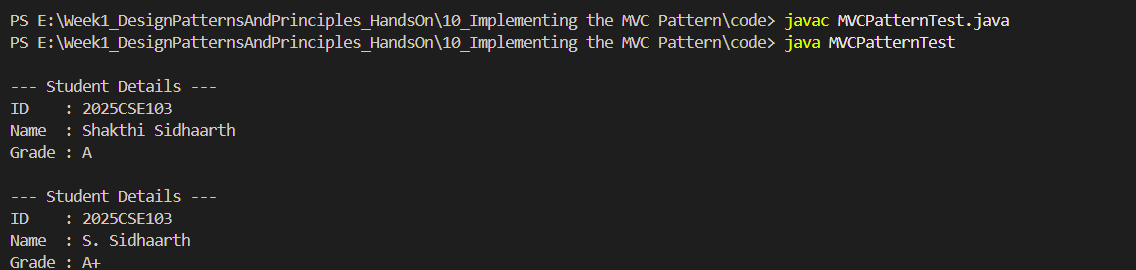 PS E:\Week1_DesignPatternsAndPrinciples_HandsOn\10_Implementing the MVC Pattern\code> javac MVCPatternTest.java
PS E:\Week1_DesignPatternsAndPrinciples_HandsOn\10_Implementing the MVC Pattern\code> java MVCPatternTest
--- Student Details ---
ID    : 2025CSE103
Name  : Shakthi Sidhaarth
Grade : A
--- Student Details ---
ID    : 2025CSE103
Name  : S. Sidhaarth
Grade : A+